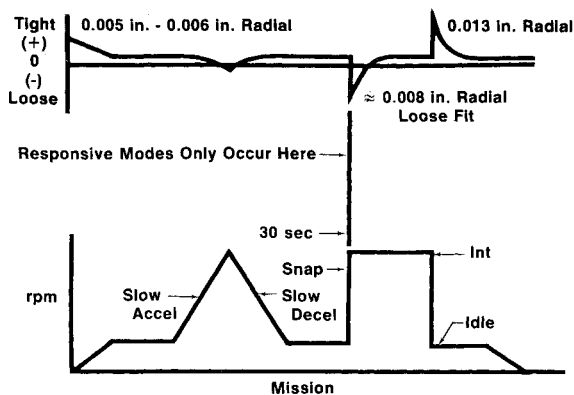 Tight
(+)
0
(-)
Loose
0.005 in. - 0.006 in. Radial
0.013 in. Radial
≈ 0.008 in. Radial
Loose Fit
Responsive Modes Only Occur Here
30 sec
Snap
Int
rpm
Slow
Accel
Slow
Decel
Idle
Mission